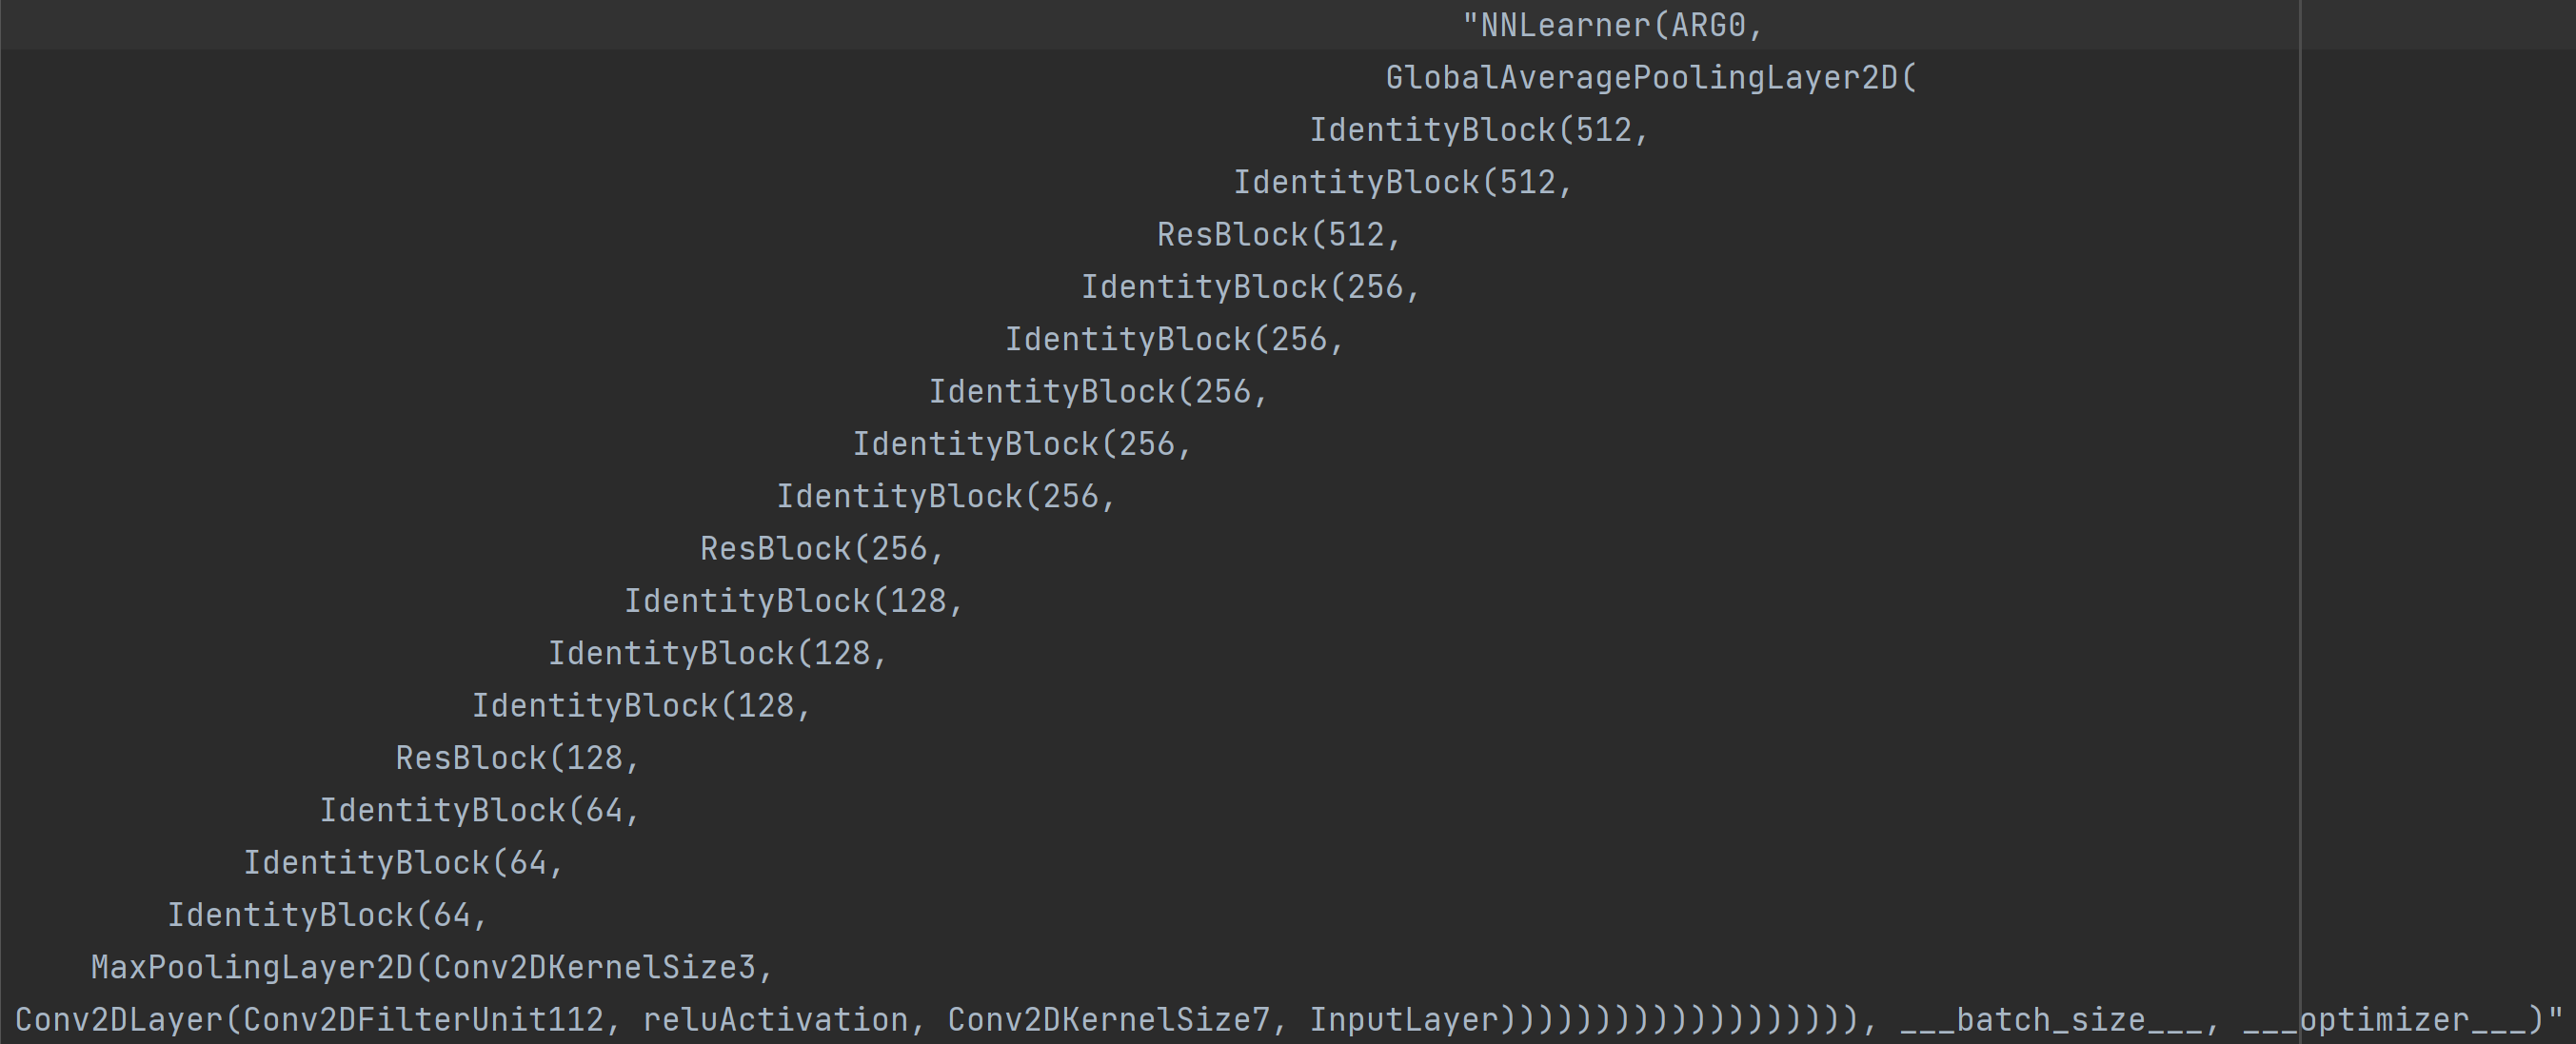 "NNLearner(ARG0,
GlobalAveragePoolingLayer2D(
IdentityBlock(512,
IdentityBlock(512,
ResBlock(512,
IdentityBlock(256,
IdentityBlock(256,
IdentityBlock(256,
IdentityBlock(256,
IdentityBlock(256,
ResBlock(256,
IdentityBlock(128,
IdentityBlock(128,
IdentityBlock(128,
ResBlock(128,
IdentityBlock(64,
IdentityBlock(64,
IdentityBlock(64,
MaxPoolingLayer2D(Conv2DKernelSize3,
Conv2DLayer(Conv2DFilterUnit112, reluActivation, Conv2DKernelSize7, InputLayer))))))))))))))))))), ___batch_size___, ___optimizer___)"